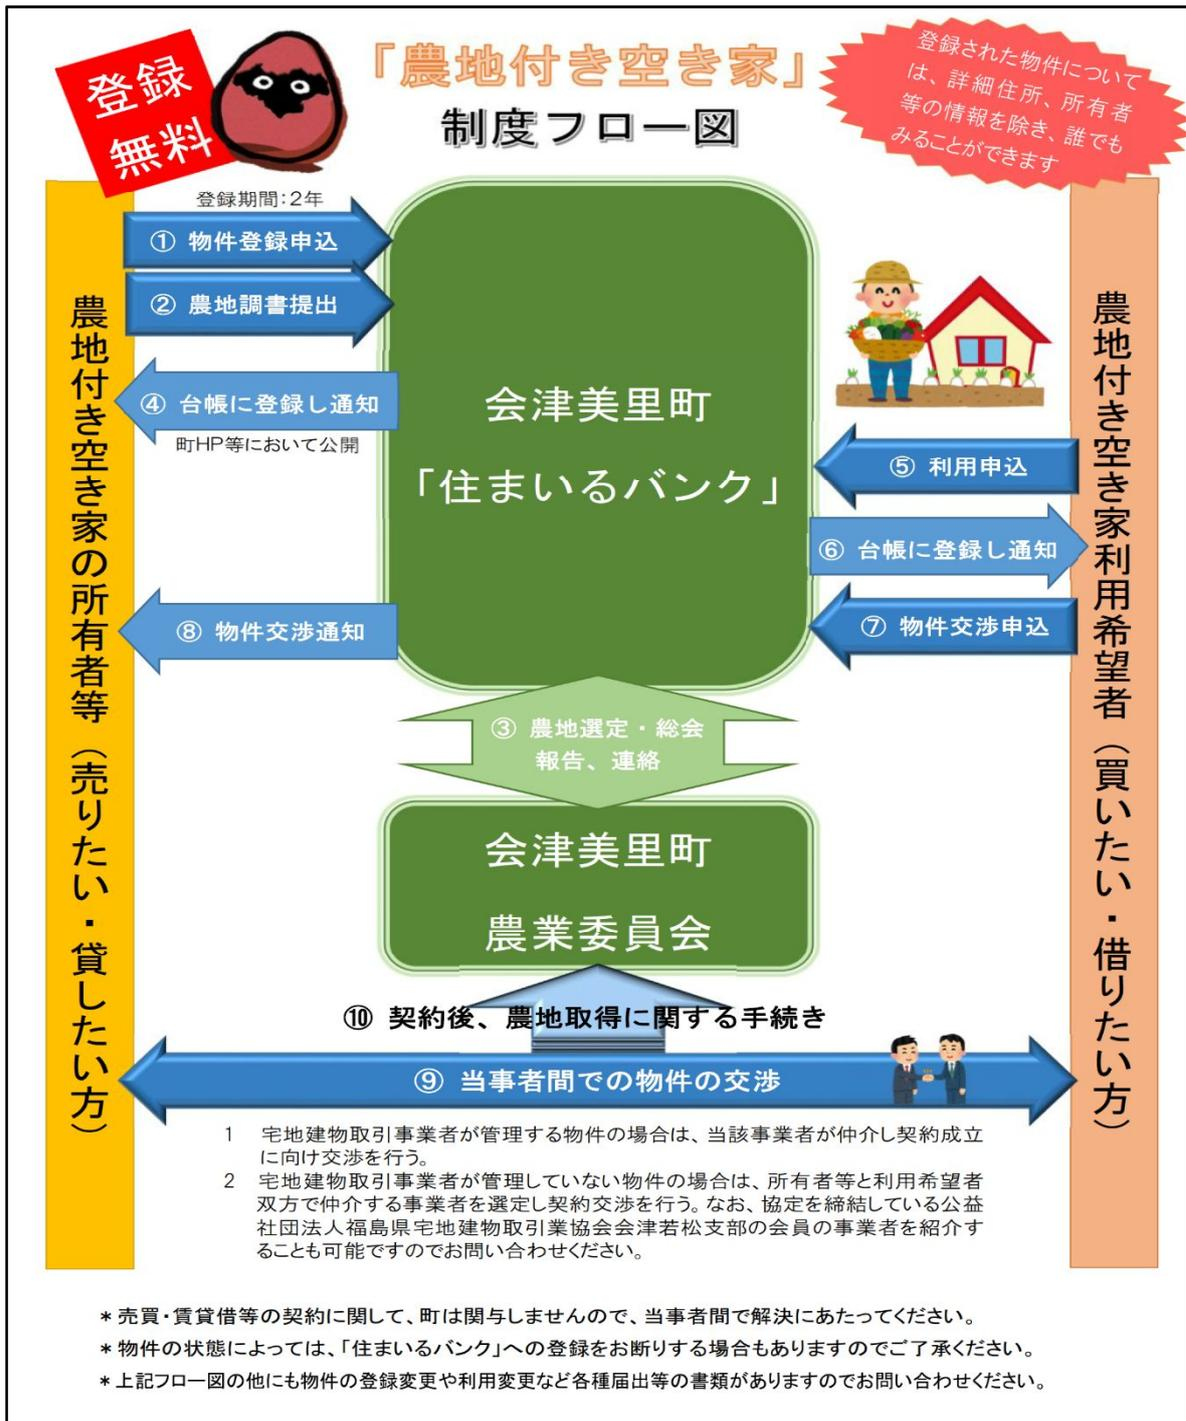 登録
無料
「農地付き空き家」
制度フロー図
登録された物件について
は、詳細住所、所有者
等の情報を除き、誰でも
みることができます
農地付き空き家の所有者等（売りたい・貸したい方）
登録期間：2年
① 物件登録申込
② 農地調書提出
④ 台帳に登録し通知
町HP等において公開
⑧ 物件交渉通知
会津美里町
「住まいるバンク」
⑤ 利用申込
⑥ 台帳に登録し通知
⑦ 物件交渉申込
農地付き空き家利用希望者（買いたい・借りたい方）
③ 農地選定・総会
報告、連絡
会津美里町
農業委員会
⑩ 契約後、農地取得に関する手続き
⑨ 当事者間での物件の交渉
1 宅地建物取引事業者が管理する物件の場合は、当該事業者が仲介し契約成立
に向け交渉を行う。
2 宅地建物取引事業者が管理していない物件の場合は、所有者等と利用希望者
双方で仲介する事業者を選定し契約交渉を行う。なお、協定を締結している公益
社団法人福島県宅地建物取引業協会会津若松支部の会員の事業者を紹介す
ることも可能ですのでお問い合わせください。
＊売買・賃貸借等の契約に関して、町は関与しませんので、当事者間で解決にあたってください。
＊物件の状態によっては、「住まいるバンク」への登録をお断りする場合もありますのでご了承ください。
＊上記フロー図の他にも物件の登録変更や利用変更など各種届出等の書類がありますのでお問い合わせください。